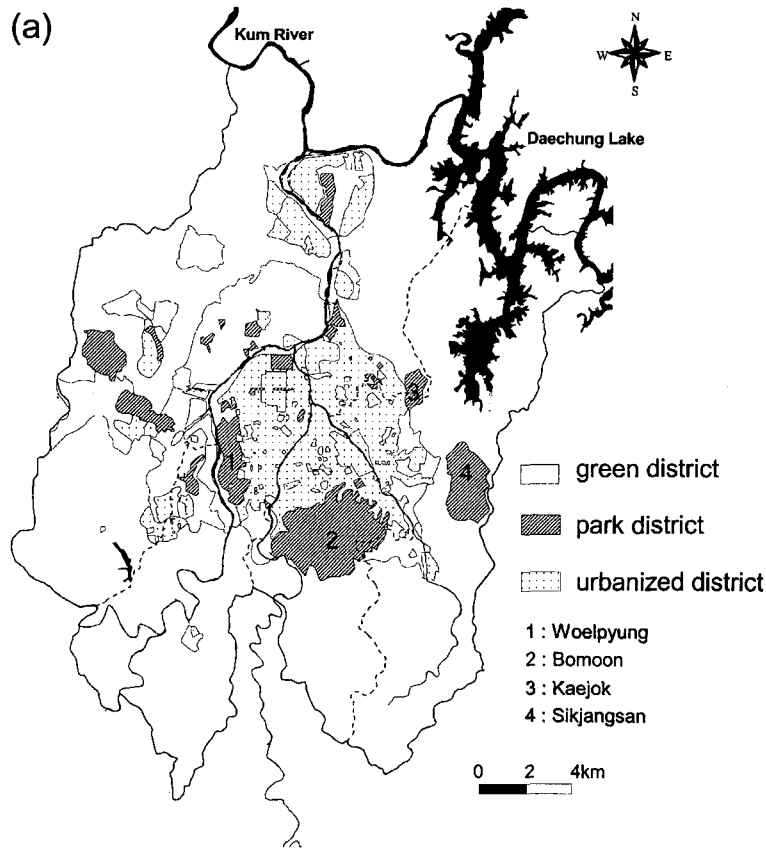 (a)
Kum River
N
W E
S
Daechung Lake
1
2
3
4
green district
park district
urbanized district
1 : Woelpyung
2 : Bomoon
3 : Kaejok
4 : Sikjangsan
0 2 4km